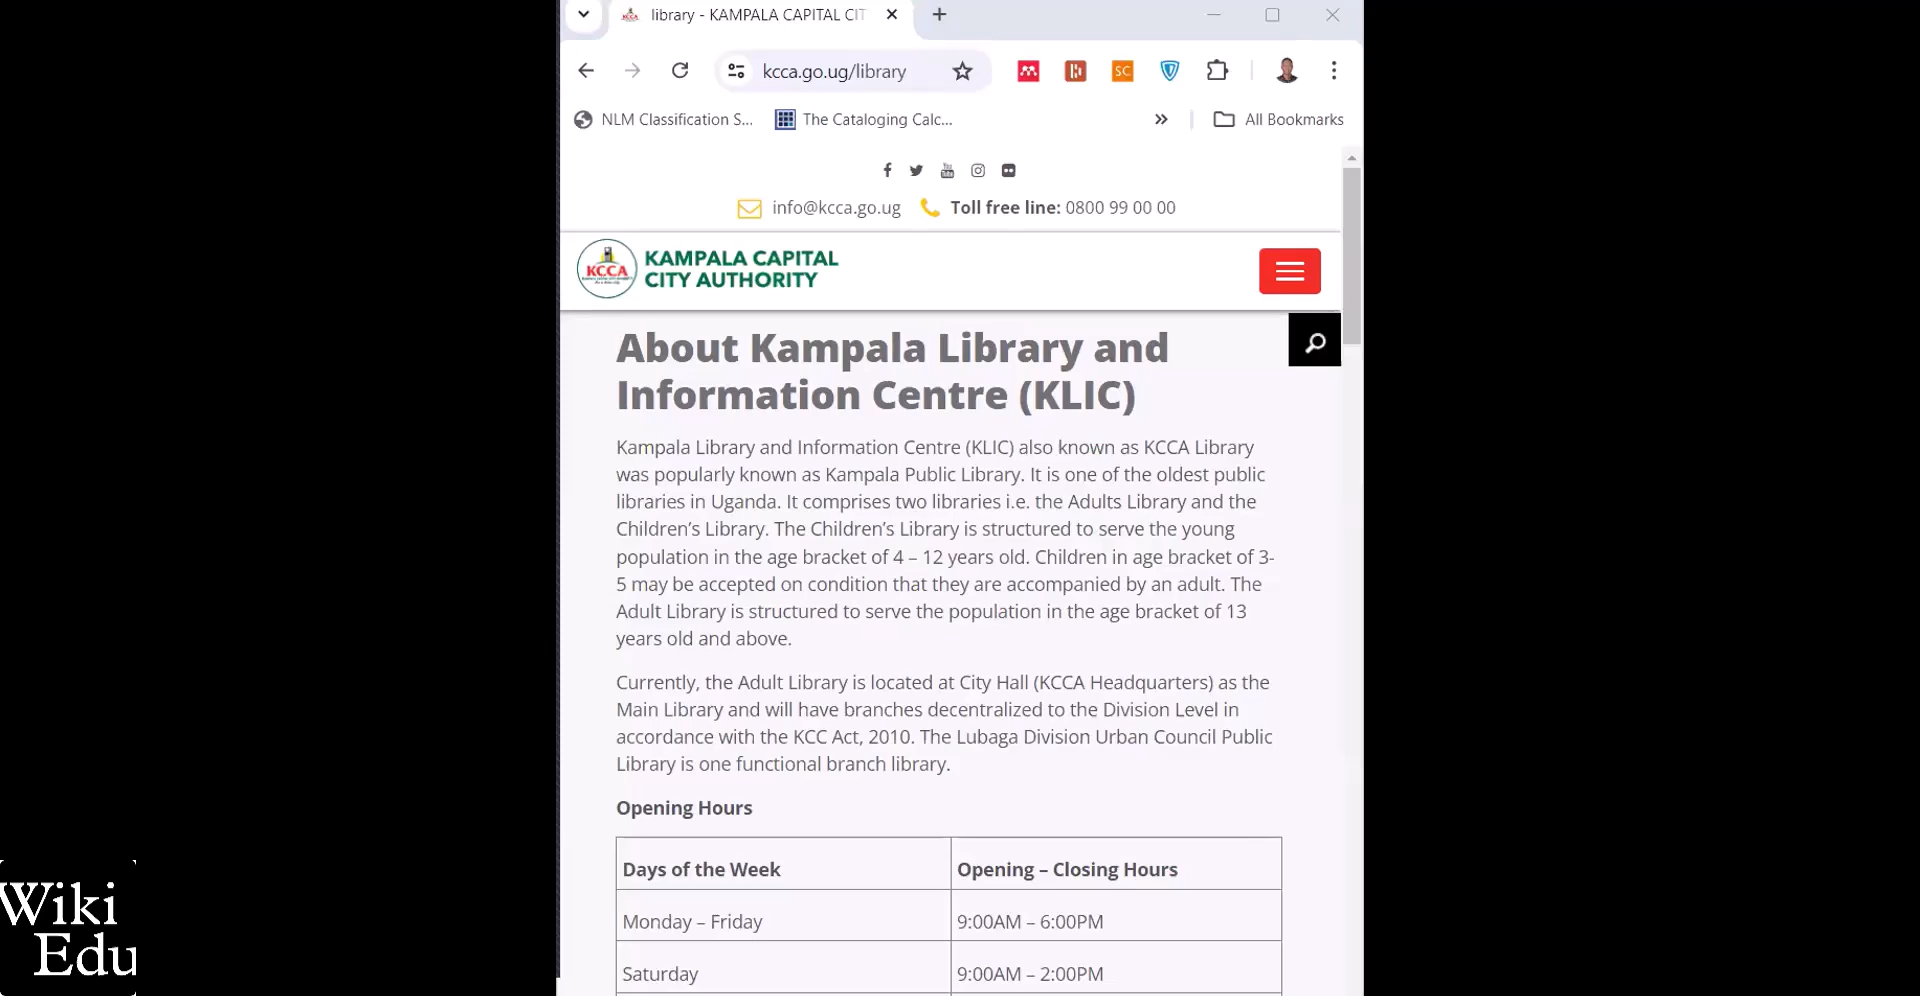 library - KAMPALA CAPITAL CIT
kcca.go.ug/library
NLM Classification S...
The Cataloging Calc...
All Bookmarks
info@kcca.go.ug
Toll free line: 0800 99 00 00
KCCA
KAMPALA CAPITAL
CITY AUTHORITY
About Kampala Library and
Information Centre (KLIC)
Kampala Library and Information Centre (KLIC) also known as KCCA Library
was popularly known as Kampala Public Library. It is one of the oldest public
libraries in Uganda. It comprises two libraries i.e. the Adults Library and the
Children’s Library. The Children’s Library is structured to serve the young
population in the age bracket of 4 – 12 years old. Children in age bracket of 3-
5 may be accepted on condition that they are accompanied by an adult. The
Adult Library is structured to serve the population in the age bracket of 13
years old and above.
Currently, the Adult Library is located at City Hall (KCCA Headquarters) as the
Main Library and will have branches decentralized to the Division Level in
accordance with the KCC Act, 2010. The Lubaga Division Urban Council Public
Library is one functional branch library.
Opening Hours
Days of the Week
Opening – Closing Hours
Monday – Friday
9:00AM – 6:00PM
Saturday
9:00AM – 2:00PM
Wiki
Edu